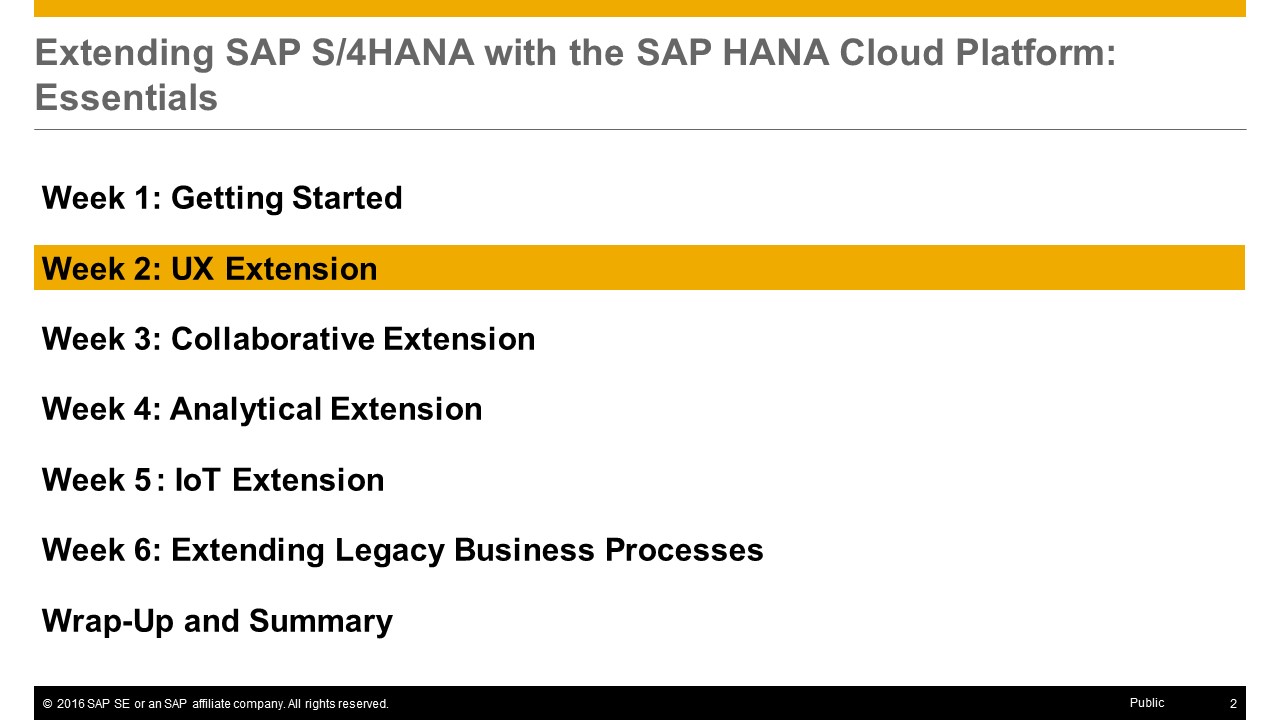 Extending SAP S/4HANA with the SAP HANA Cloud Platform:
Essentials
Week 1: Getting Started
Week 2: UX Extension
Week 3: Collaborative Extension
Week 4: Analytical Extension
Week 5: IoT Extension
Week 6: Extending Legacy Business Processes
Wrap-Up and Summary
© 2016 SAP SE or an SAP affiliate company. All rights reserved.
Public
2